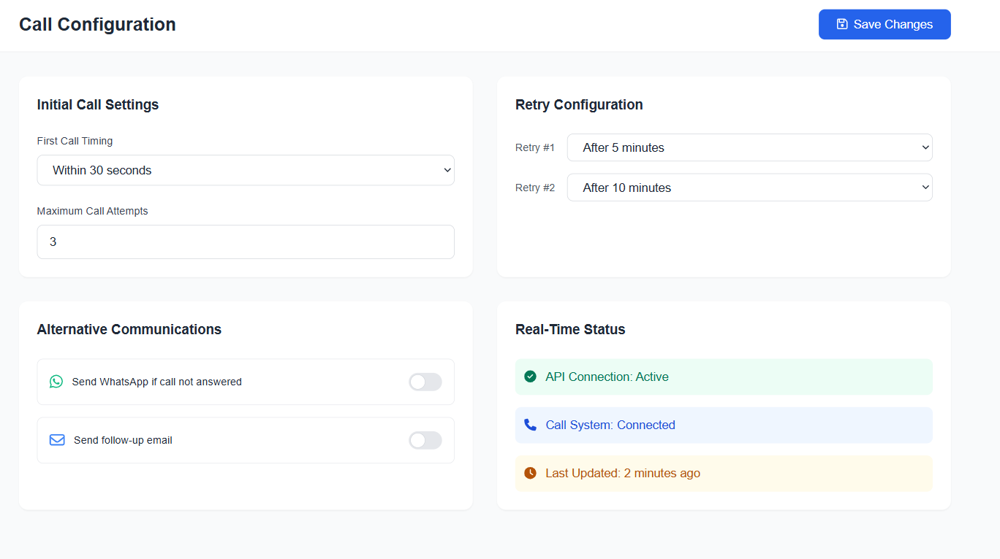 Call Configuration
Save Changes
Initial Call Settings
First Call Timing
Within 30 seconds
Maximum Call Attempts
3
Retry Configuration
Retry #1
After 5 minutes
Retry #2
After 10 minutes
Alternative Communications
Send WhatsApp if call not answered
Send follow-up email
Real-Time Status
API Connection: Active
Call System: Connected
Last Updated: 2 minutes ago